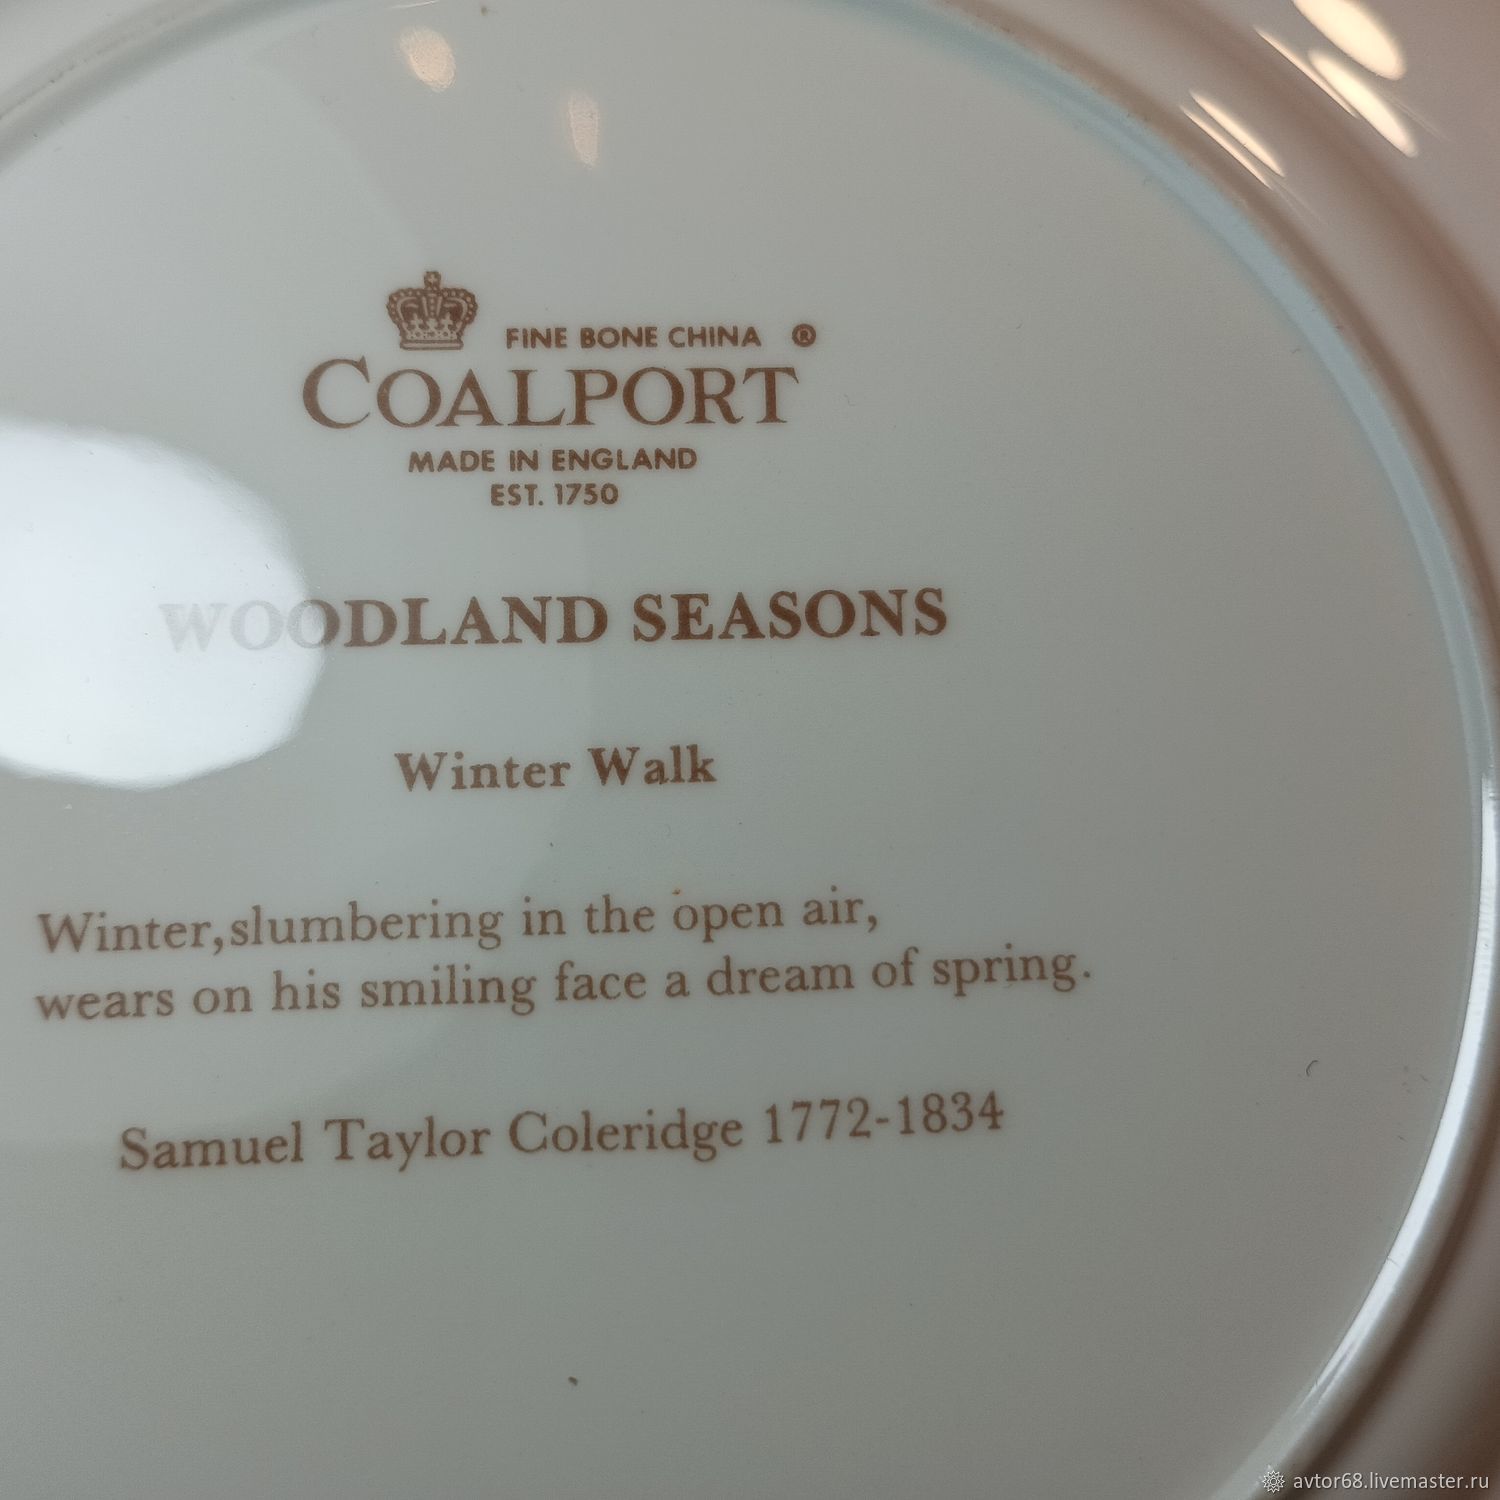 FINE BONE CHINA ®
COALPORT
MADE IN ENGLAND
EST. 1750
WOODLAND SEASONS
Winter Walk
Winter,slumbering in the open air,
wears on his smiling face a dream of spring.
Samuel Taylor Coleridge 1772-1834
avtor68.livemaster.ru